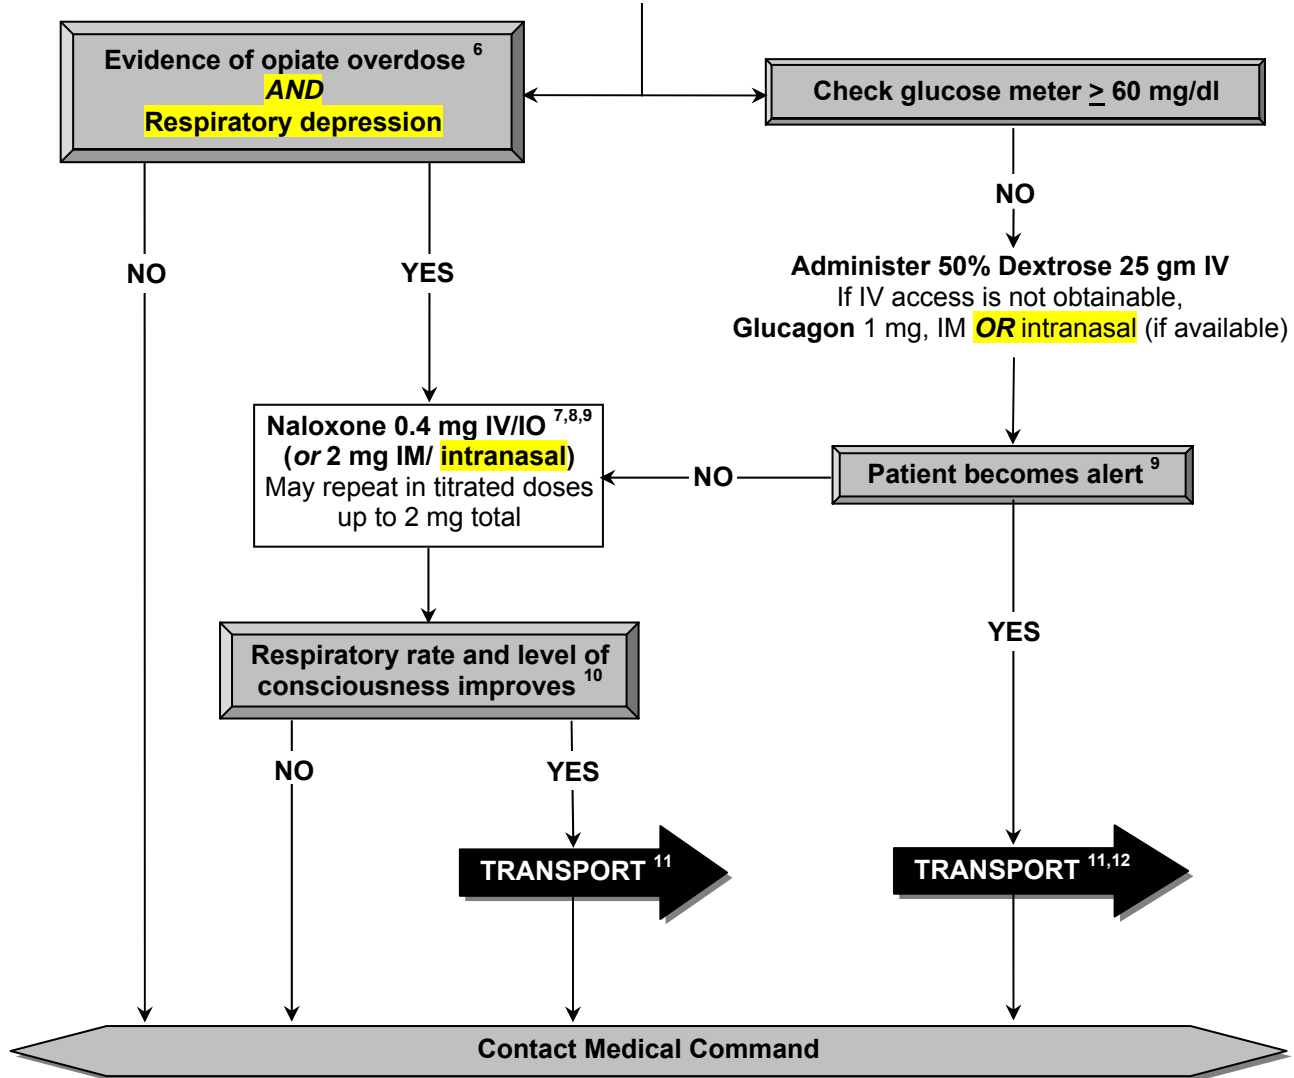 Evidence of opiate overdose 6
AND
Respiratory depression
Check glucose meter ≥ 60 mg/dl
NO
NO
YES
Administer 50% Dextrose 25 gm IV
If IV access is not obtainable,
Glucagon 1 mg, IM OR intranasal (if available)
Naloxone 0.4 mg IV/IO 7,8,9
(or 2 mg IM/ intranasal)
May repeat in titrated doses
up to 2 mg total
NO
Patient becomes alert 9
YES
Respiratory rate and level of
consciousness improves 10
NO
YES
TRANSPORT 11
TRANSPORT 11,12
Contact Medical Command